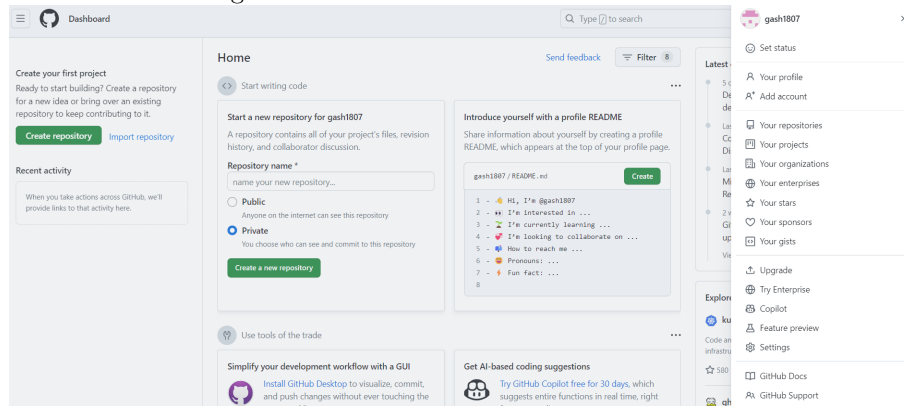 Dashboard
Type / to search
gash1807
Create your first project
Ready to start building? Create a repository
for a new idea or bring over an existing
repository to keep contributing to it.
Create repository
Import repository
Recent activity
When you take actions across GitHub, we'll
provide links to that activity here.
Home
Send feedback
Filter 8
Start writing code
Start a new repository for gash1807
A repository contains all of your project's files, revision
history, and collaborator discussion.
Repository name *
name your new repository...
Public
Anyone on the internet can see this repository
Private
You choose who can see and commit to this repository
Create a new repository
Introduce yourself with a profile README
Share information about yourself by creating a profile
README, which appears at the top of your profile page.
gash1807/README.md
Create
1 - 👋 Hi, I'm @gash1807
2 - 👀 I'm interested in ...
3 - 🌱 I'm currently learning ...
4 - 💞️ I'm looking to collaborate on ...
5 - 📫 How to reach me ...
6 - 😄 Pronouns: ...
7 - ⚡ Fun fact: ...
8
Use tools of the trade
Simplify your development workflow with a GUI
Install GitHub Desktop to visualize, commit,
and push changes without ever touching the
Get AI-based coding suggestions
Try GitHub Copilot free for 30 days, which
suggests entire functions in real time, right
Latest
Explore
580
Set status
Your profile
Add account
Your repositories
Your projects
Your organizations
Your enterprises
Your stars
Your sponsors
Your gists
Upgrade
Try Enterprise
Copilot
Feature preview
Settings
GitHub Docs
GitHub Support